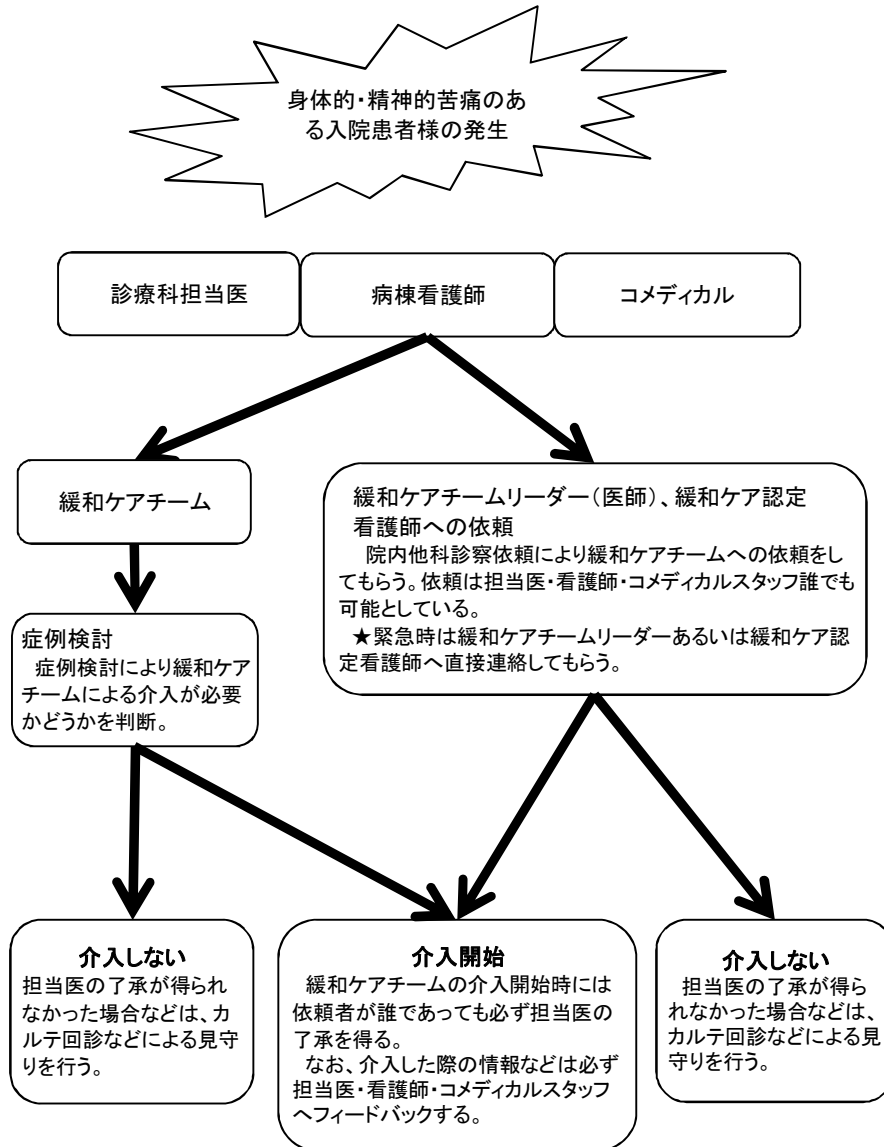 身体的・精神的苦痛のあ
る入院患者様の発生
診療科担当医
病棟看護師
コメディカル
緩和ケアチーム
緩和ケアチームリーダー（医師）、緩和ケア認定
看護師への依頼
院内他科診察依頼により緩和ケアチームへの依頼をし
てもらう。依頼は担当医・看護師・コメディカルスタッフ誰でも
可能としている。
★緊急時は緩和ケアチームリーダーあるいは緩和ケア認
定看護師へ直接連絡してもらう。
症例検討
症例検討により緩和ケア
チームによる介入が必要
かどうかを判断。
介入しない
担当医の了承が得られ
なかった場合などは、カ
ルテ回診などによる見守
りを行う。
介入開始
緩和ケアチームの介入開始時には
依頼者が誰であっても必ず担当医の
了承を得る。
なお、介入した際の情報などは必ず
担当医・看護師・コメディカルスタッフ
へフィードバックする。
介入しない
担当医の了承が得ら
れなかった場合などは、
カルテ回診などによる見
守りを行う。